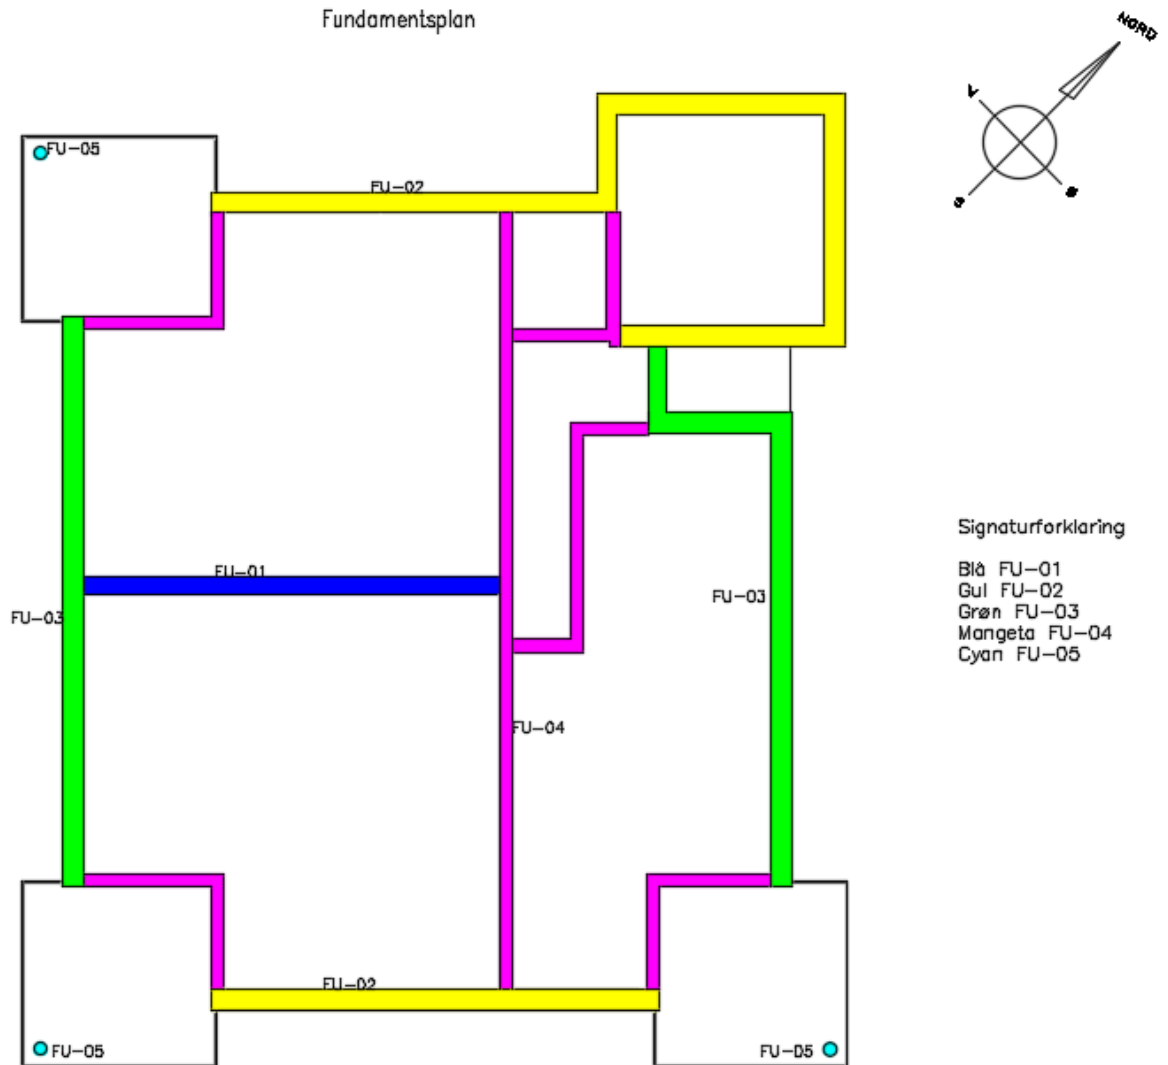 Fundamentsplan
NORD
V
FU-05
FU-02
Signaturforklaring
Blå FU-01
Gul FU-02
Grøn FU-03
Mangeta FU-04
Cyan FU-05
FU-01
FU-03
FU-03
FU-04
FU-02
FU-05
FU-05